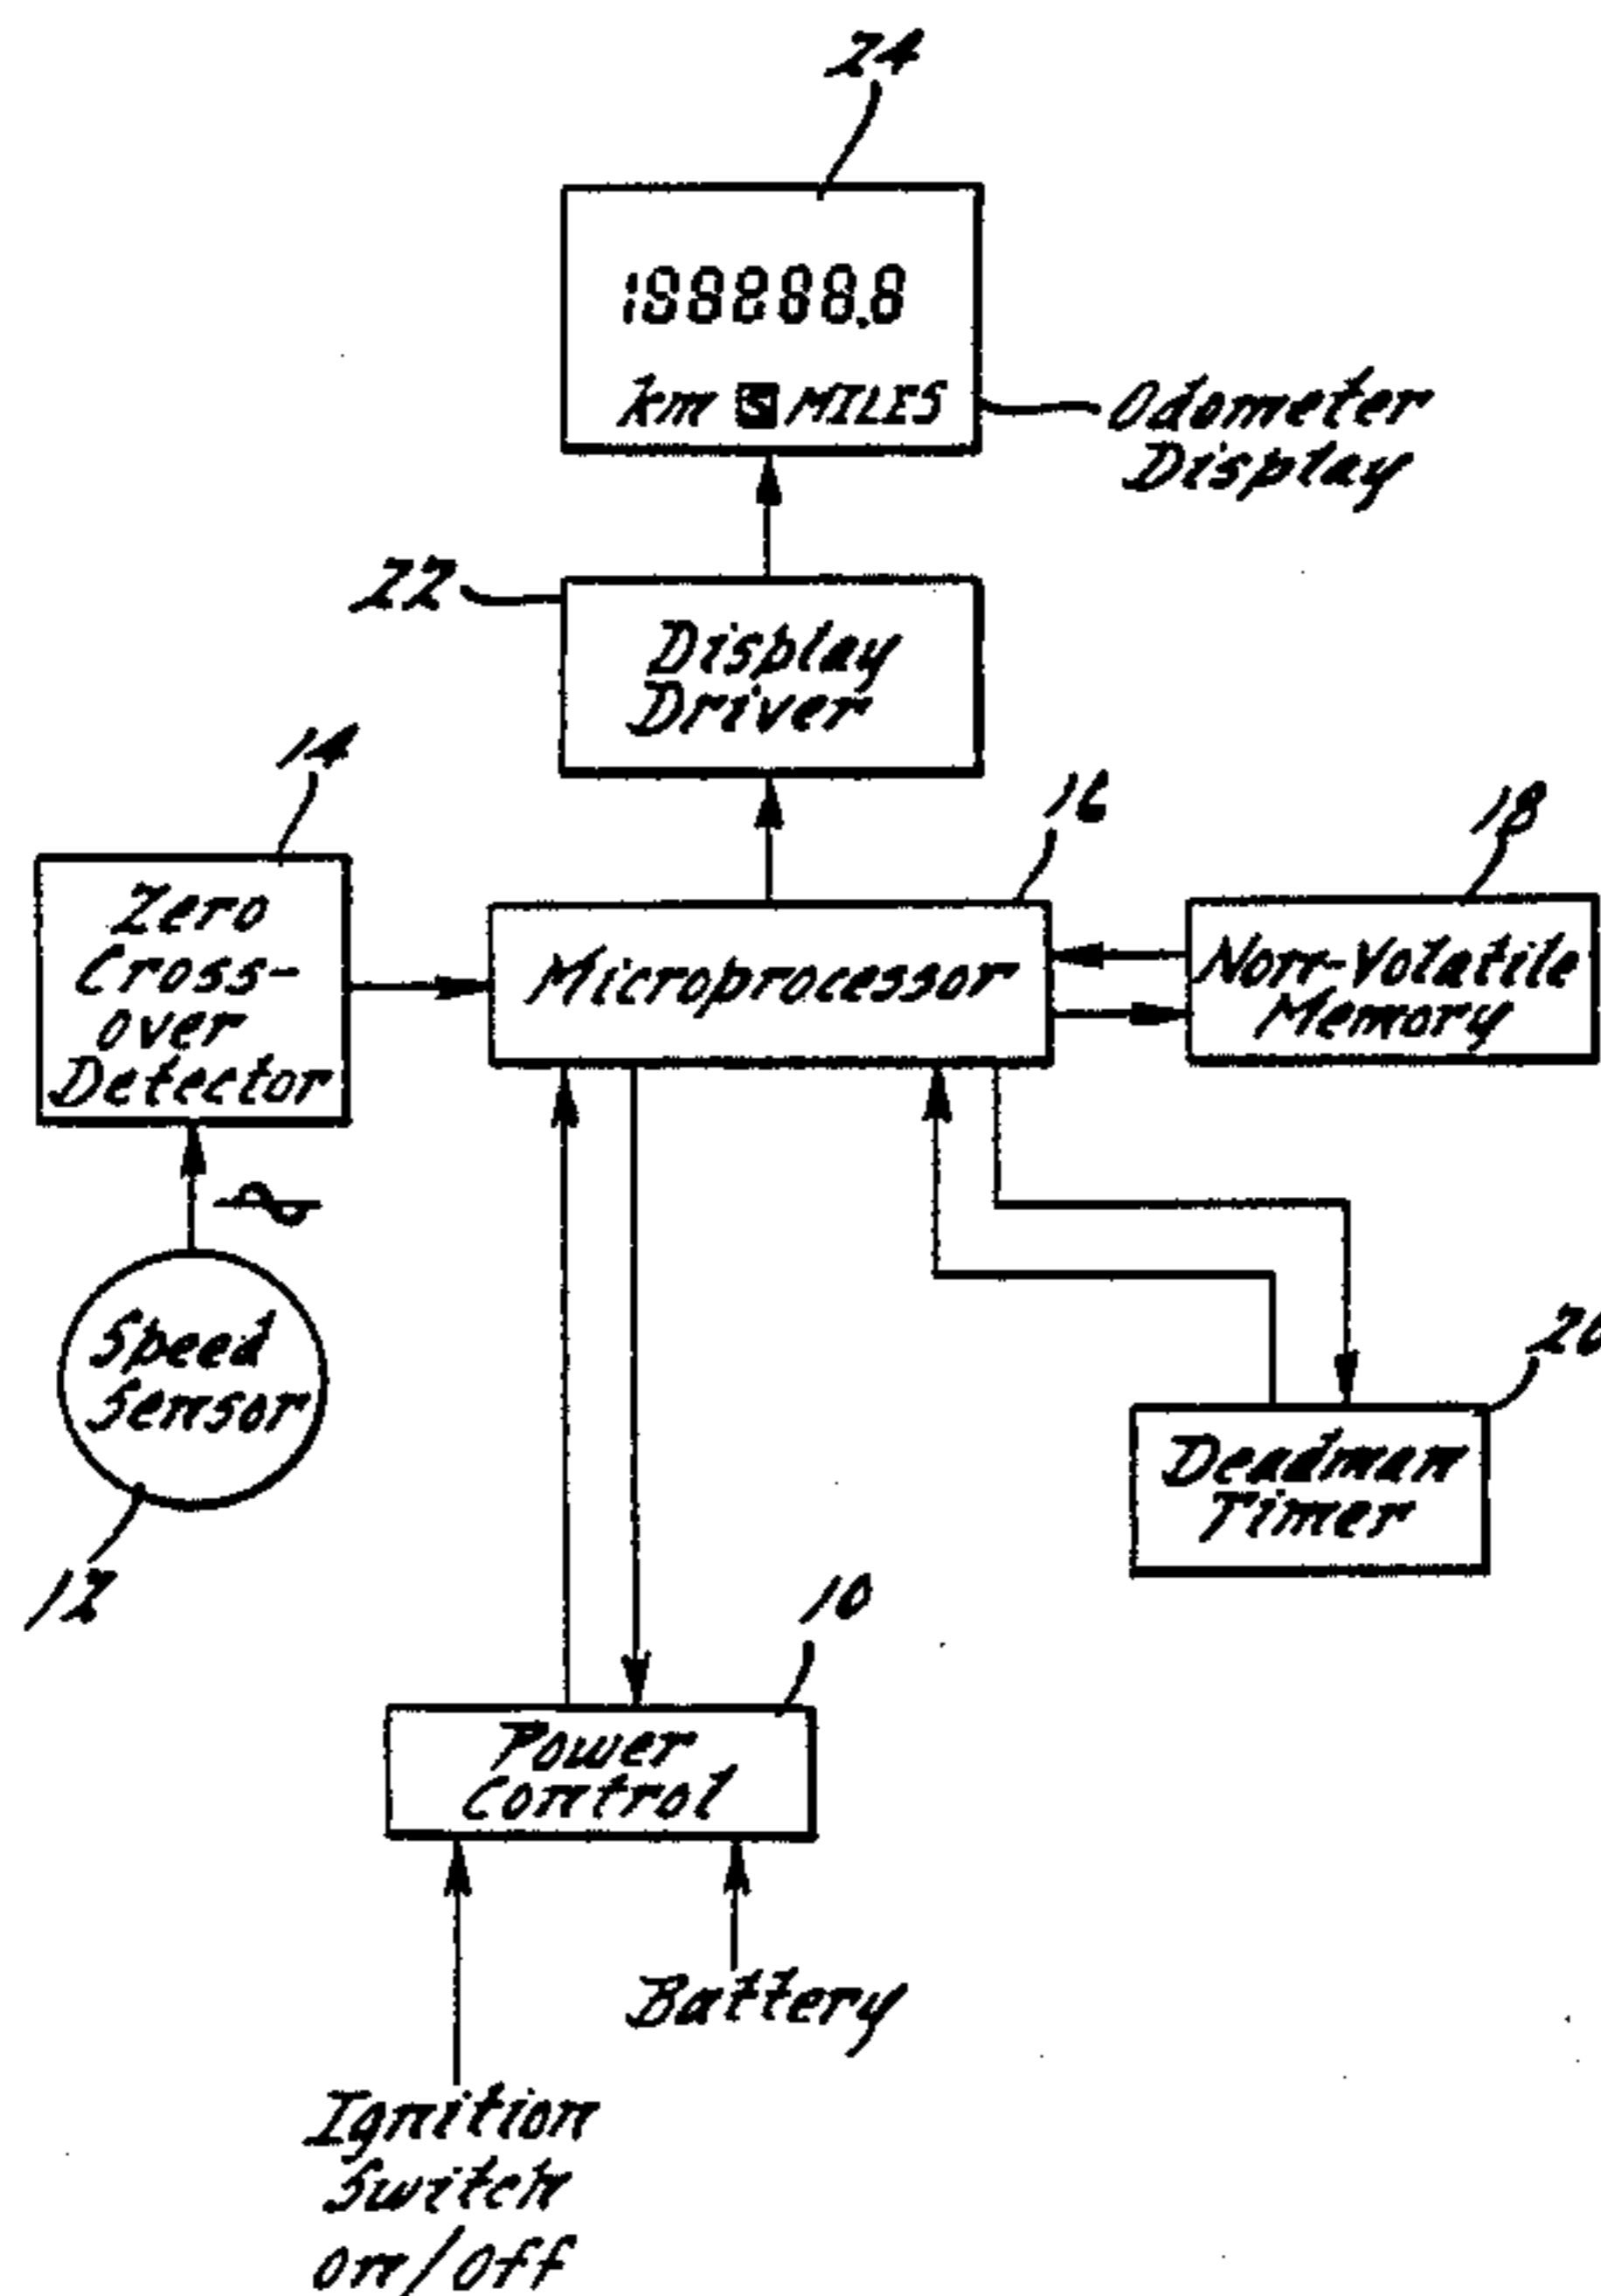 24
188888.8
km S MILES
Odometer
Display
22
Display
Driver
14
16
18
Zero
Cross-
over
Detector
Microprocessor
Non-Volatile
Memory
Speed
Sensor
20
Deadman
Timer
12
10
Power
Control
Battery
Ignition
Switch
on/off